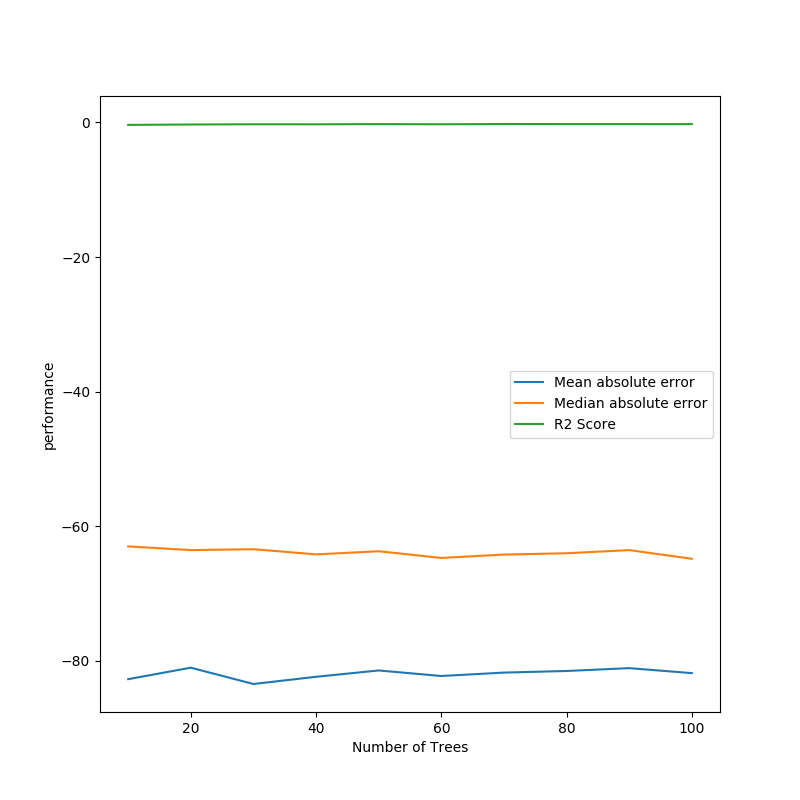 0
−20
−40
−60
−80
performance
Mean absolute error
Median absolute error
R2 Score
20 40 60 80 100
Number of Trees